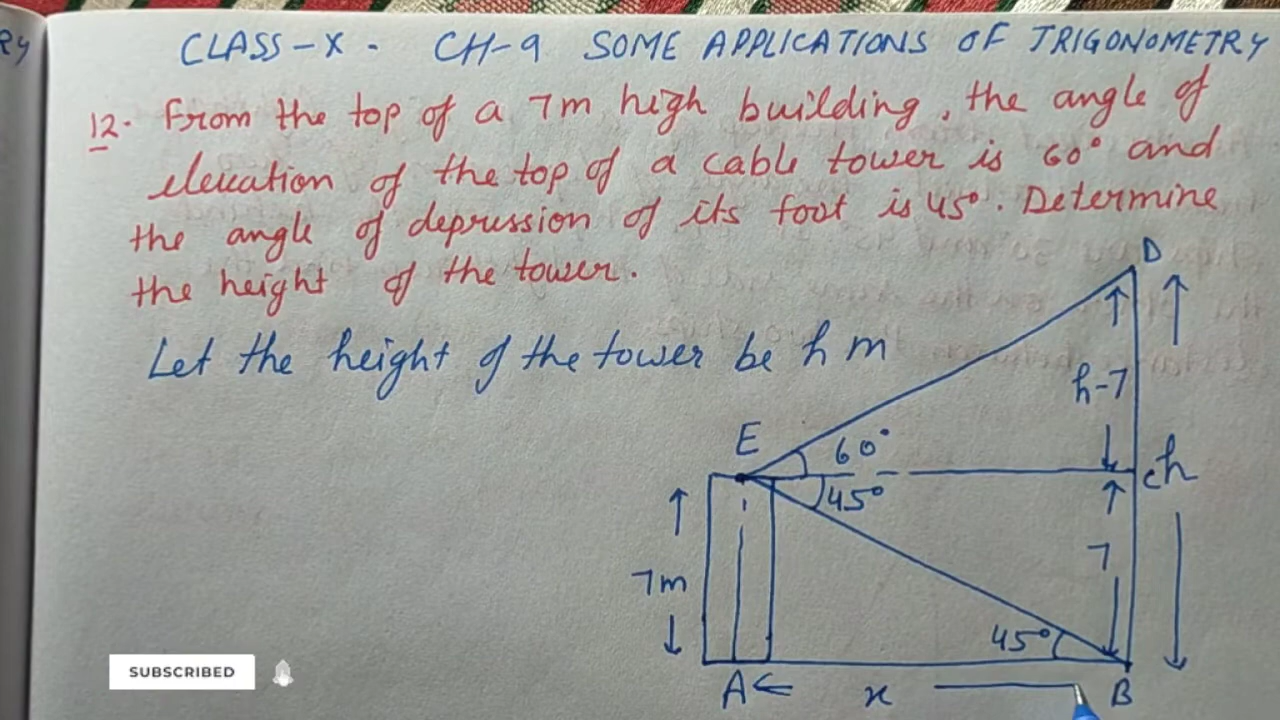 RY
CLASS-X. CH-9 SOME APPLICATIONS OF TRIGONOMETRY
12. From the top of a 7m high building, the angle of
elevation of the top of a cable tower is 60° and
the angle of depression of its foot is 45°. Determine
the height of the tower.
Let the height of the tower be h m
D
h-7
E
60°
45°
c
h
7m
7
45°
A
x
B
SUBSCRIBED